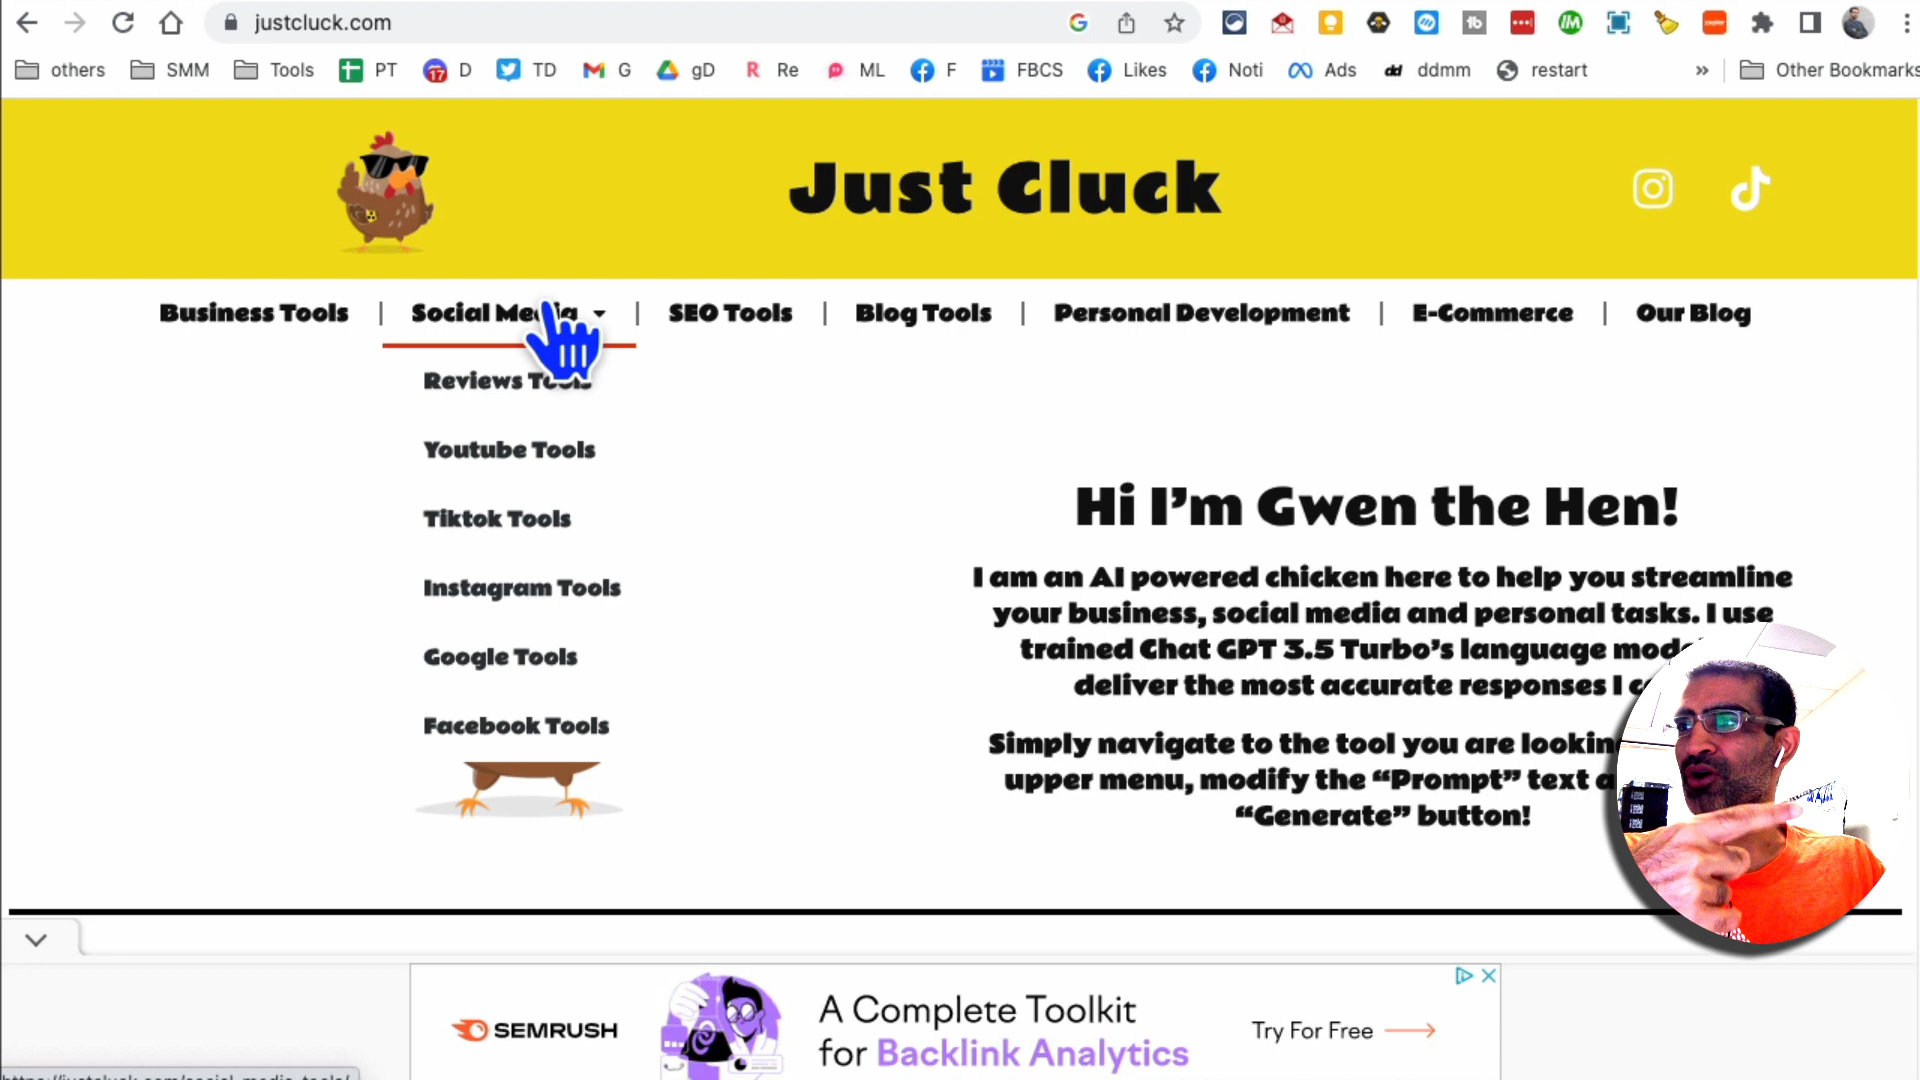 justcluck.com
others SMM Tools PT D TD G gD Re ML F FBCS Likes Noti Ads ddmm restart » Other Bookmarks
Just Cluck
Business Tools | Social Media | SEO Tools | Blog Tools | Personal Development | E-Commerce | Our Blog
Reviews Tools
Youtube Tools
Tiktok Tools
Instagram Tools
Google Tools
Facebook Tools
Hi I'm Gwen the Hen!
I am an AI powered chicken here to help you streamline
your business, social media and personal tasks. I use
trained Chat GPT 3.5 Turbo's language
deliver the most accurate responses I
Simply navigate to the tool you are
upper menu, modify the “Prompt” text
“Generate” button!
SEMRUSH
A Complete Toolkit
for Backlink Analytics
Try For Free